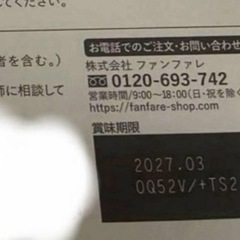 てください。
お電話でのご注文・お問い合わせ
者を含む。)
株式会社 ファンファレ
0120-693-742
師に相談して
営業時間/9:00～18:00(日・祝を除く
https://fanfare-shop.com
賞味期限
2027.03
0Q52V/+TS2